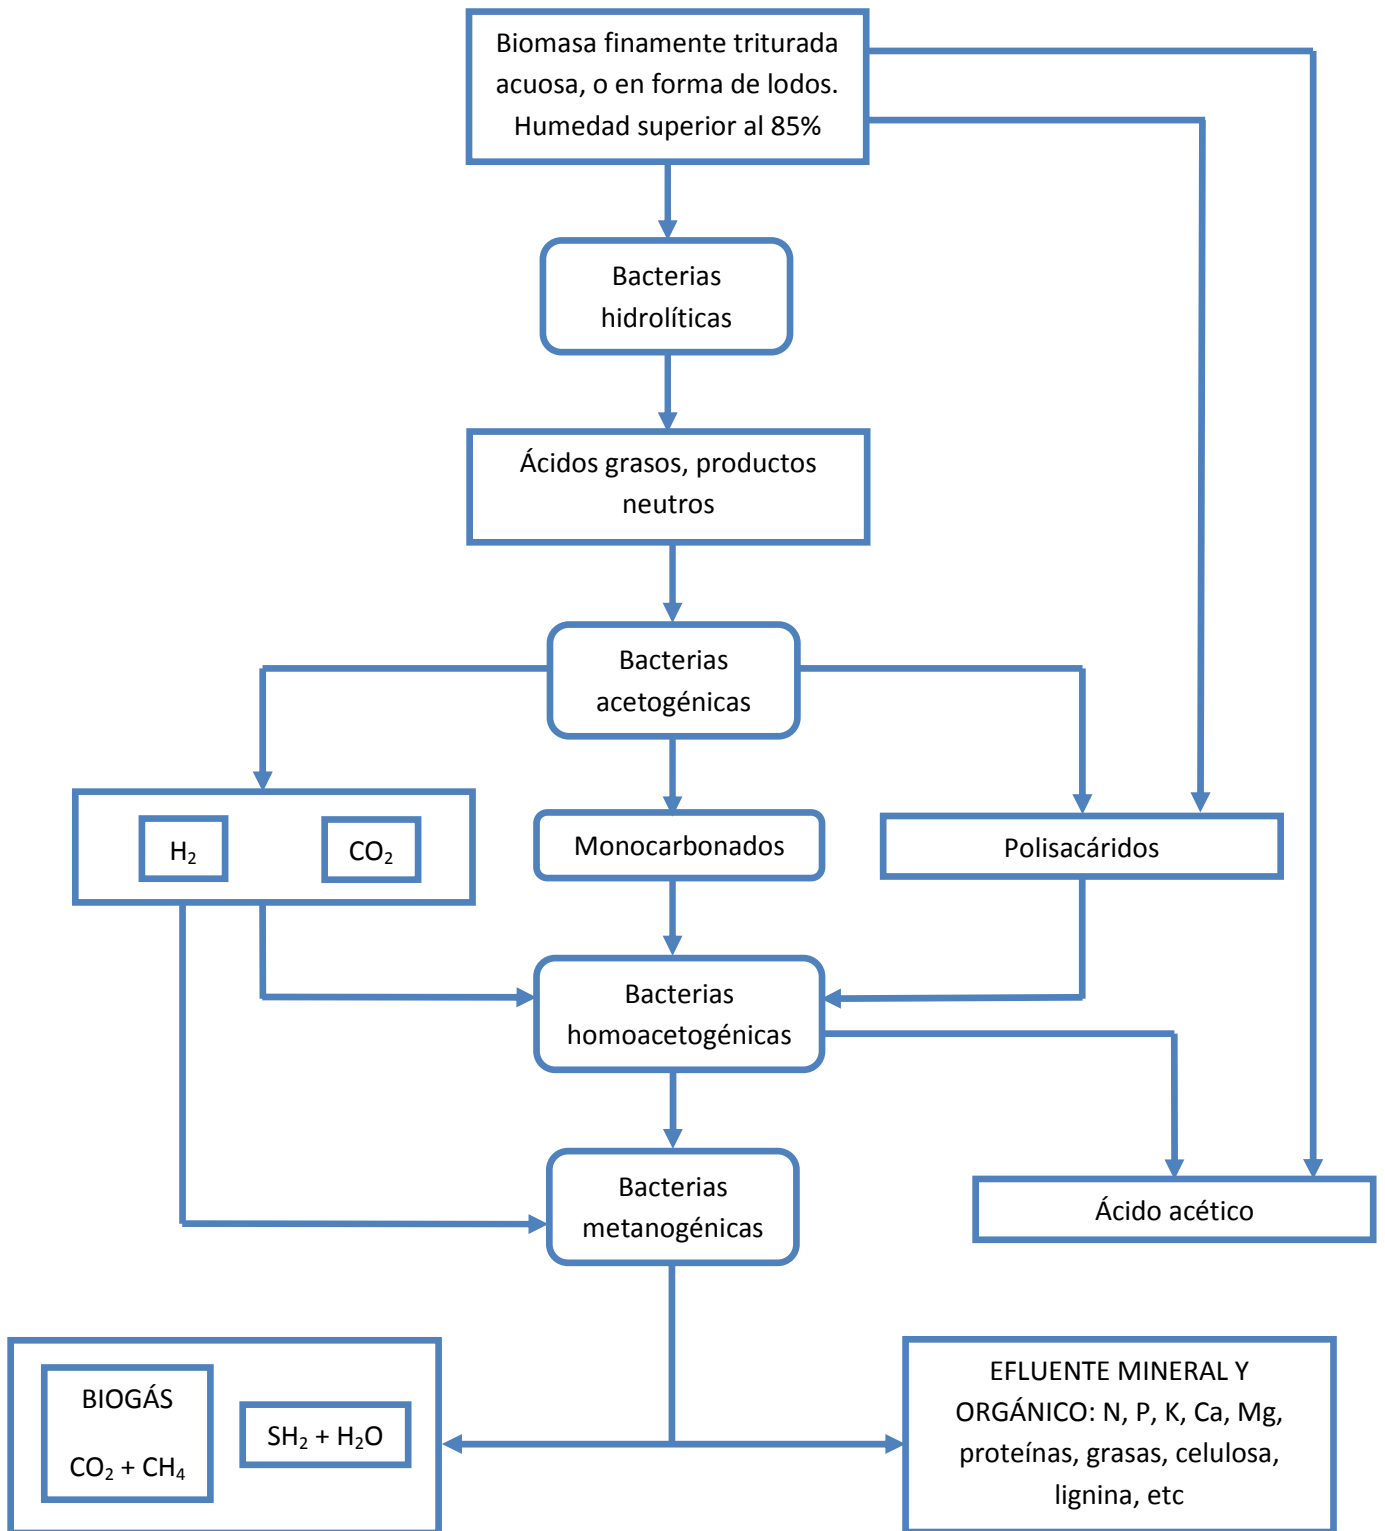 Biomasa finamente triturada
acuosa, o en forma de lodos.
Humedad superior al 85%
Bacterias
hidrolíticas
Ácidos grasos, productos
neutros
Bacterias
acetogénicas
H₂
CO₂
Monocarbonados
Polisacáridos
Bacterias
homoacetogénicas
Bacterias
metanogénicas
Ácido acético
BIOGÁS
CO₂ + CH₄
SH₂ + H₂O
EFLUENTE MINERAL Y
ORGÁNICO: N, P, K, Ca, Mg,
proteínas, grasas, celulosa,
lignina, etc